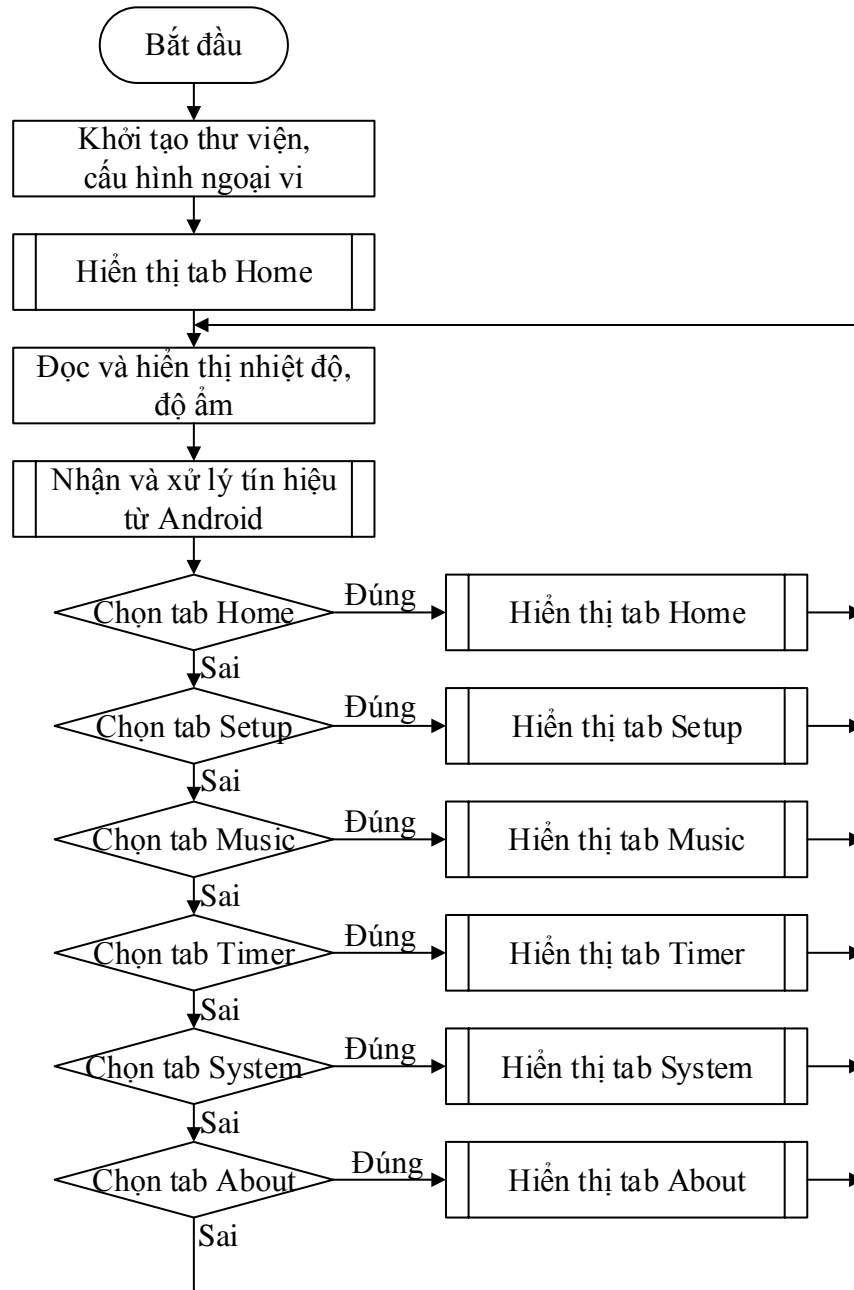 Bắt đầu
Khởi tạo thư viện,
cấu hình ngoại vi
Hiển thị tab Home
Đọc và hiển thị nhiệt độ,
độ ẩm
Nhận và xử lý tín hiệu
từ Android
Chọn tab Home
Đúng
Hiển thị tab Home
Sai
Chọn tab Setup
Đúng
Hiển thị tab Setup
Sai
Chọn tab Music
Đúng
Hiển thị tab Music
Sai
Chọn tab Timer
Đúng
Hiển thị tab Timer
Sai
Chọn tab System
Đúng
Hiển thị tab System
Sai
Chọn tab About
Đúng
Hiển thị tab About
Sai